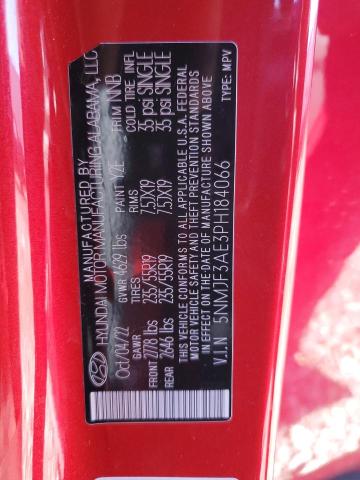 MANUFACTURED BY
HYUNDAI MOTOR MANUFACTURING ALABAMA, LLC
Oct/04/22 GVWR 4629 lbs PAINT Y2E TRIM NNB
GAWR TIRES RIMS COLD TIRE INFL
FRONT 2778 lbs 235/55R19 7.5JX19 35 psi SINGLE
REAR 2646 lbs 235/55R19 7.5JX19 35 psi SINGLE
THIS VEHICLE CONFORMS TO ALL APPLICABLE U.S.A. FEDERAL
MOTOR VEHICLE SAFETY AND THEFT PREVENTION STANDARDS
IN EFFECT ON THE DATE OF MANUFACTURE SHOWN ABOVE
V.I.N 5NMJF3AE3PH184066 TYPE: MPV